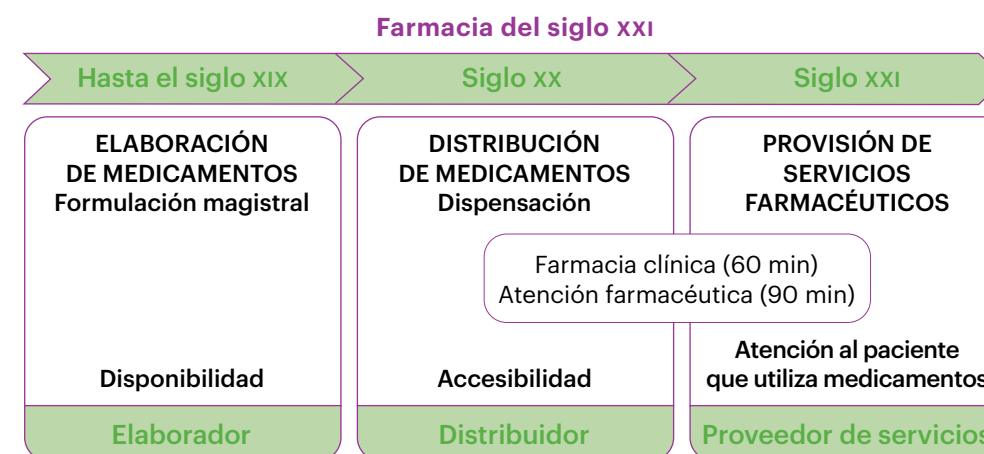 Farmacia del siglo XXI
Hasta el siglo XIX
Siglo XX
Siglo XXI
ELABORACIÓN
DE MEDICAMENTOS
Formulación magistral
Disponibilidad
Elaborador
DISTRIBUCIÓN
DE MEDICAMENTOS
Dispensación
Accesibilidad
Distribuidor
PROVISIÓN DE
SERVICIOS
FARMACÉUTICOS
Farmacia clínica (60 min)
Atención farmacéutica (90 min)
Atención al paciente
que utiliza medicamentos
Proveedor de servicios